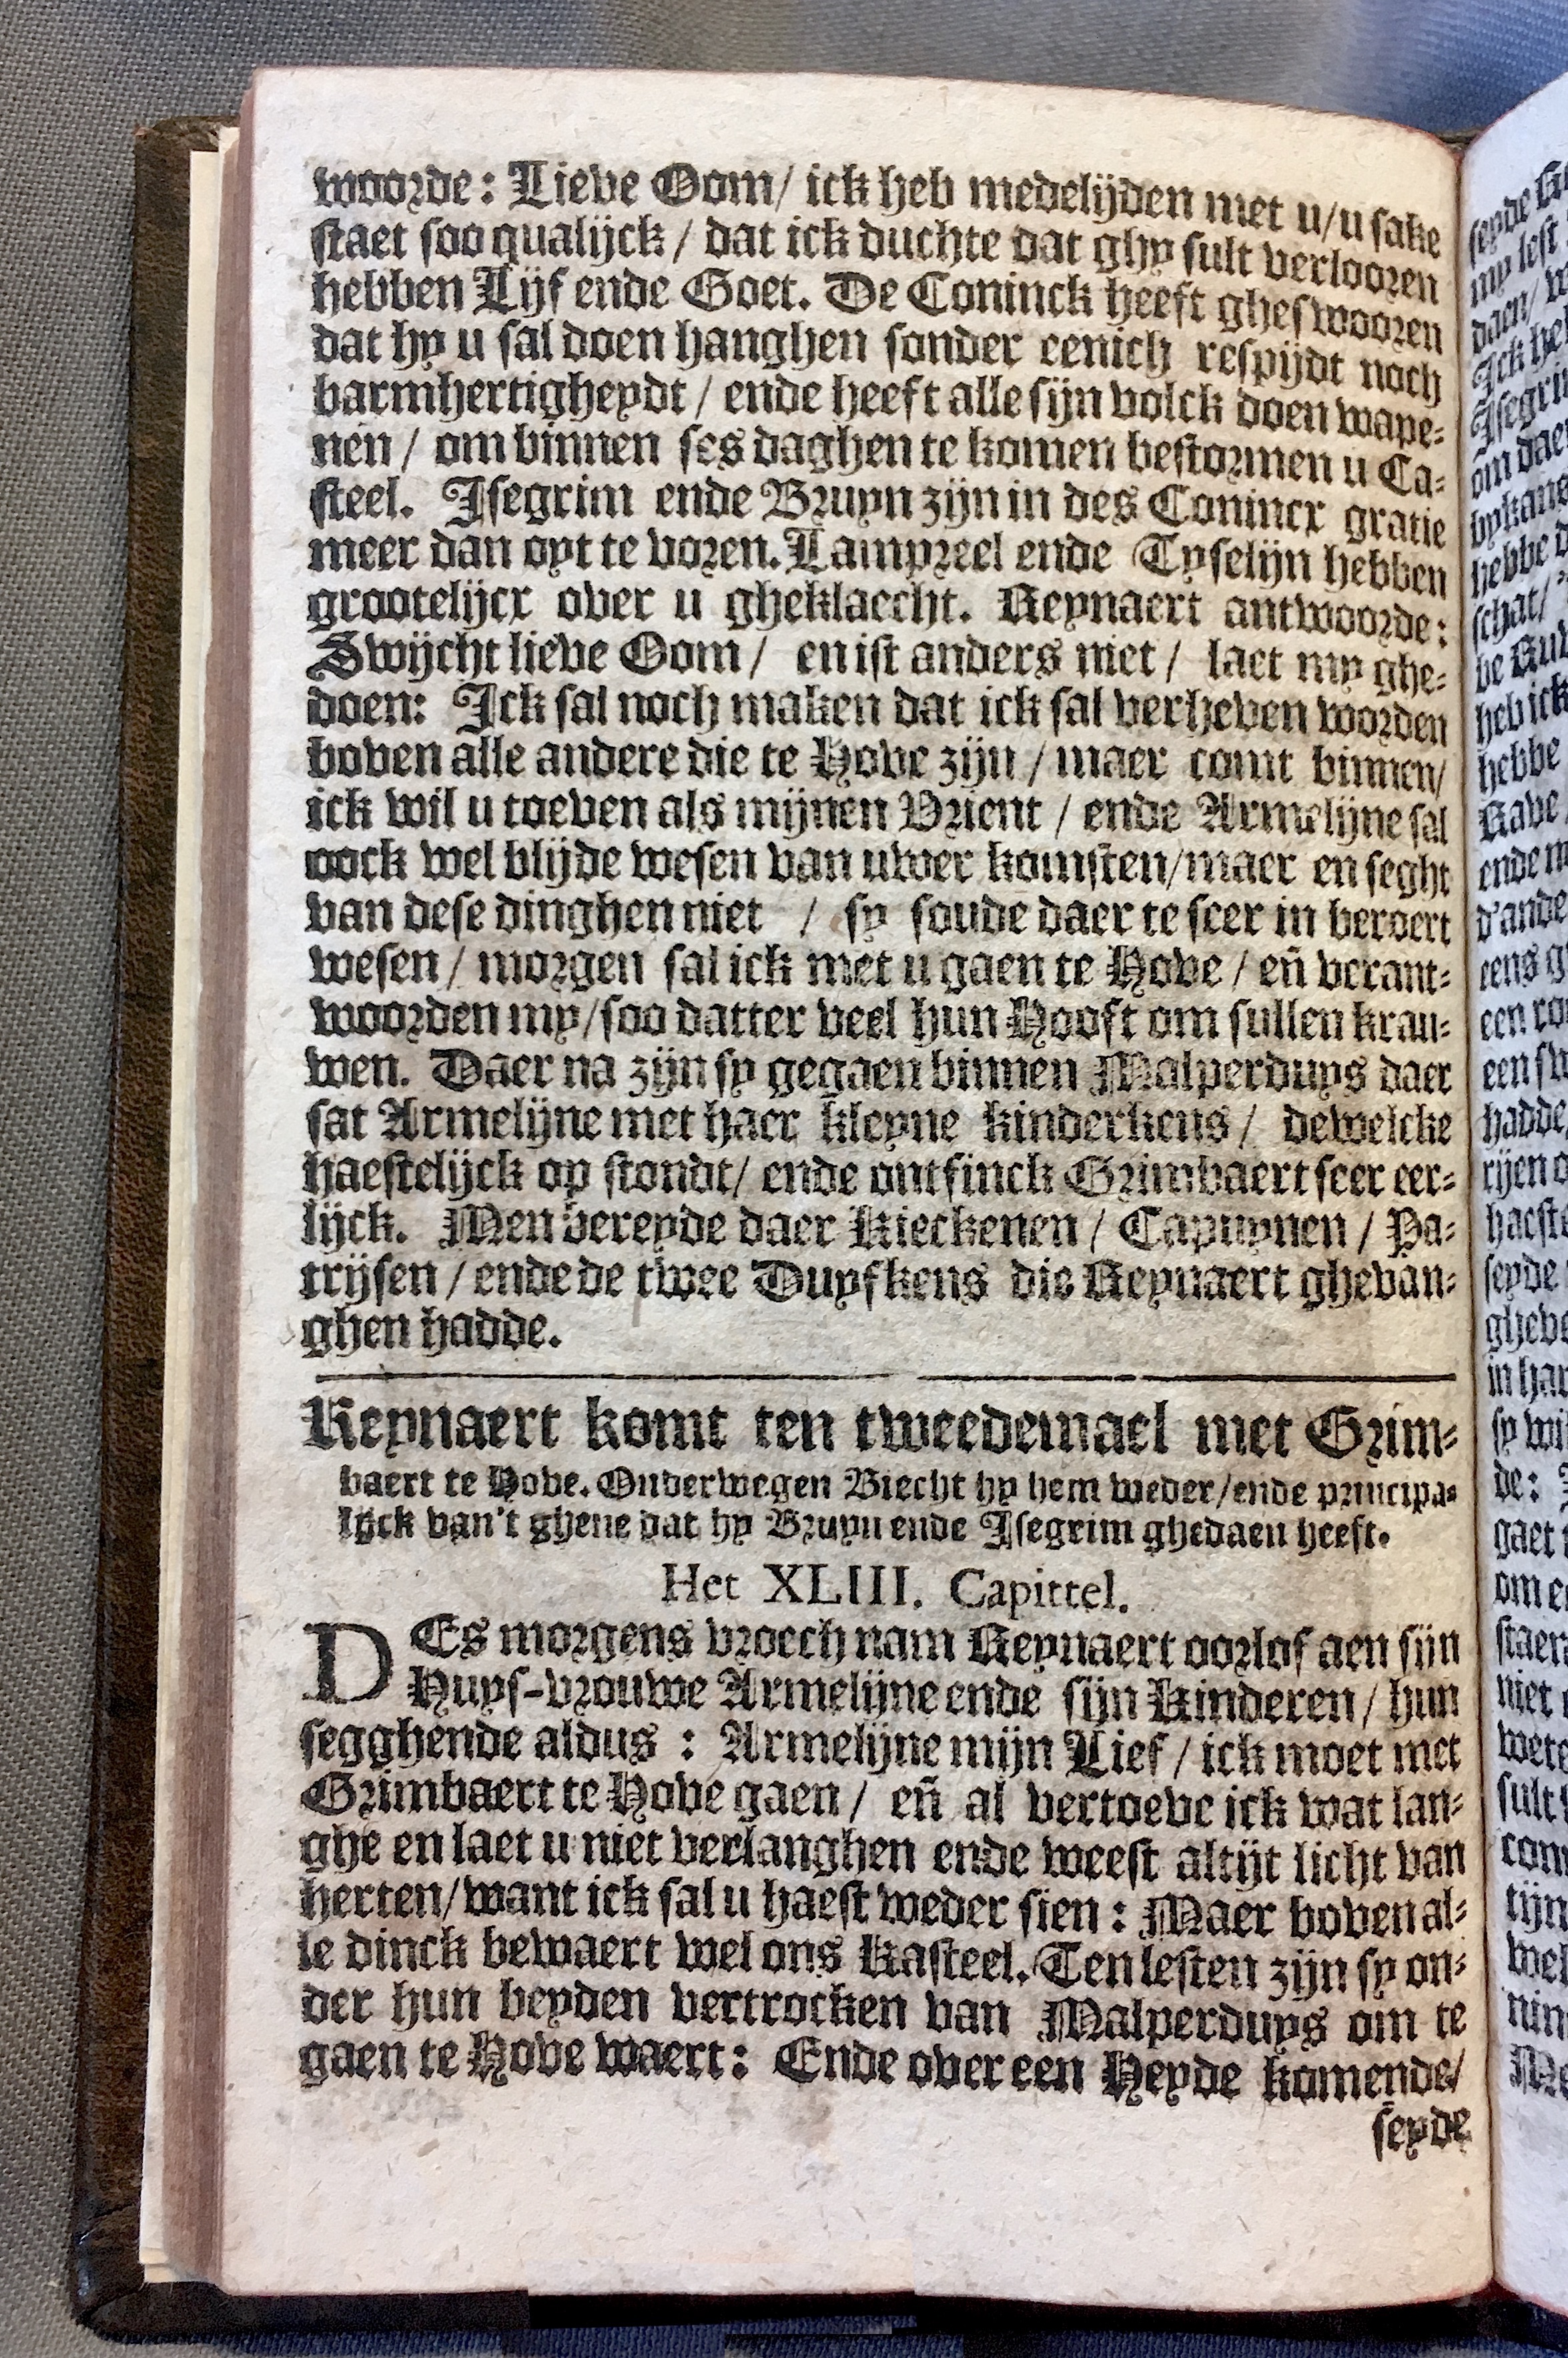 woorde: Lieve Oom/ ick heb medelijden met u/u sake
staet soo qualijck / dat ick duchte dat ghy sult verlooren
hebben Lijf ende Goet. De Coninck heeft gheswooren
dat hy u sal doen hanghen sonder eenich respijdt noch
barmhertigheydt / ende heeft alle sijn volck doen wape-
nen / om binnen ses daghen te komen bestormen u Ca-
steel. Isegrim ende Bruyn zijn in des Conincx gratie
meer dan oyt te voren. Lampreel ende Tyselijn hebben
grootelijcx over u gheklaecht. Reynaert antwoorde:
Swijcht lieve Oom / en ist anders niet / laet my ghe-
doen: Ick sal noch maken dat ick sal verheven worden
boven alle andere die te Hove zijn / maer comt binnen/
ick wil u toeven als mijnen Vrient / ende Armelijne sal
oock wel blijde wesen van uwer komsten/maer en seght
van dese dinghen niet / sy soude daer te seer in beroert
wesen / morgen sal ick met u gaen te Hove / eñ verant-
woorden my/soo datter veel hun Hooft om sullen krau-
wen. Daer na zijn sy gegaen binnen Malperduys daer
sat Armelijne met haer kleyne kinderkens / dewelcke
haestelijck op stondt/ ende ontfinck Grimbaert seer eer-
lijck. Men bereyde daer Kieckenen / Capuynen / Pa-
trijsen / ende de twee Duyfkens die Reynaert ghevan-
ghen hadde.
Reynaert komt ten tweedemael met Grim-
baert te Hove. Onderwegen Biecht hy hem weder/ende principa-
lijck van't ghene dat hy Bruyn ende Isegrim ghedaen heeft.
Het XLIII. Capittel.
DEs morgens vroech nam Reynaert oorlof aen sijn
Huys-vrouwe Armelijne ende sijn Kinderen / hun
segghende aldus : Armelijne mijn Lief / ick moet met
Grimbaert te Hove gaen / eñ al vertoeve ick wat lan-
ghe en laet u niet verlanghen ende weest altijt licht van
herten/want ick sal u haest weder sien : Maer boven al-
le dinck bewaert wel ons Kasteel. Ten lesten zijn sy on-
der hun beyden vertrocken van Malperduys om te
gaen te Hove waert: Ende over een Heyde komende/
seyde